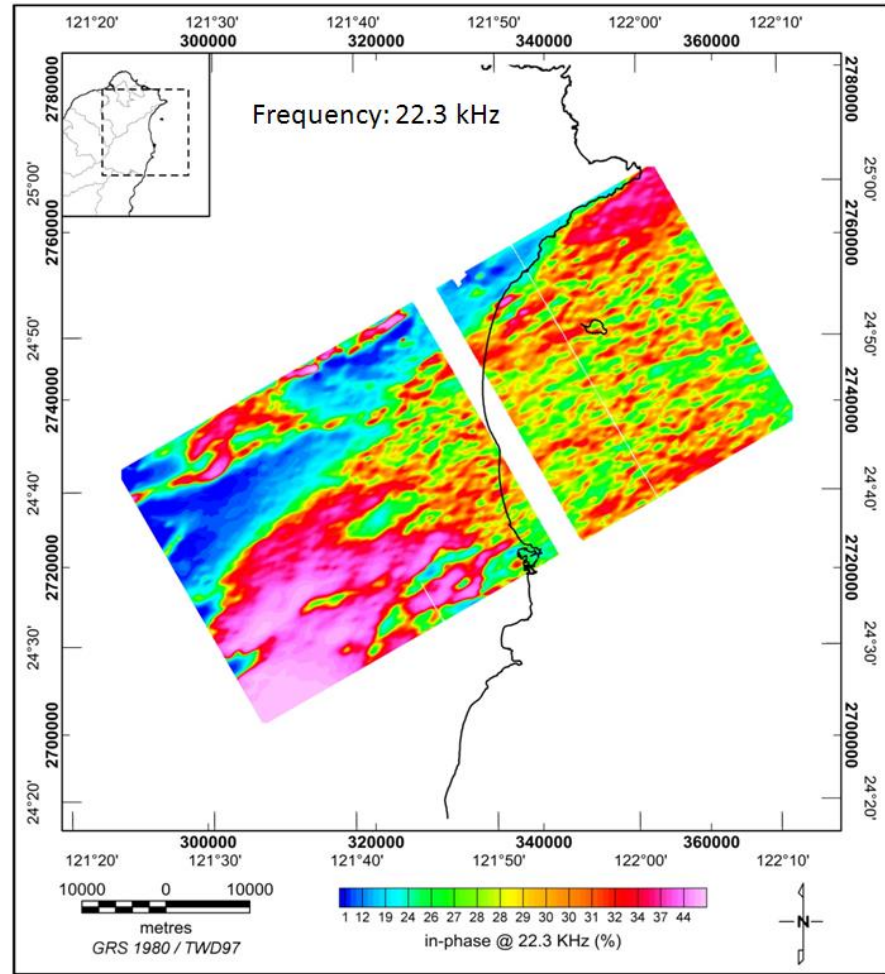 121°20' 121°30' 121°40' 121°50' 122°00' 122°10'
300000 320000 340000 360000
Frequency: 22.3 kHz
2780000
25°00'
2760000
24°50'
2740000
24°40'
2720000
24°30'
2700000
24°20'
2780000
25°00'
2760000
24°50'
2740000
24°40'
2720000
24°30'
2700000
24°20'
300000 320000 340000 360000
121°20' 121°30' 121°40' 121°50' 122°00' 122°10'
10000 0 10000
metres
GRS 1980 / TWD97
1 12 19 24 26 27 28 29 30 30 31 32 34 37 44
in-phase @ 22.3 KHz (%)
N